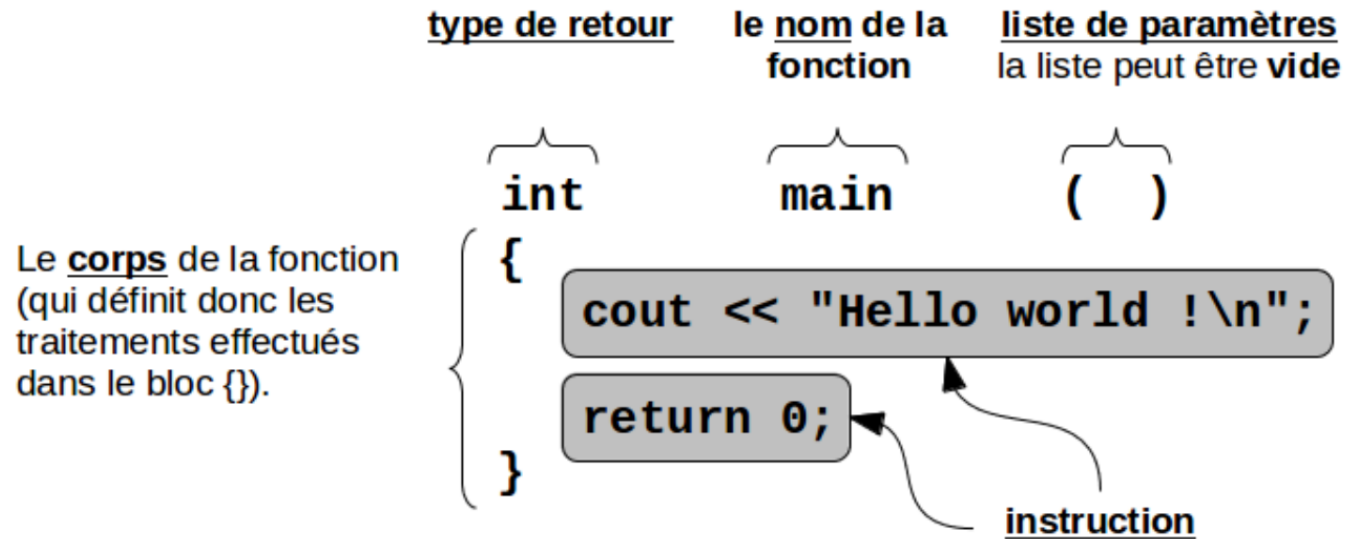 type de retour
le nom de la
fonction
liste de paramètres
la liste peut être vide
int main ( )
Le corps de la fonction
(qui définit donc les
traitements effectués
dans le bloc {}).
{
cout << "Hello world !\n";
return 0;
}
instruction